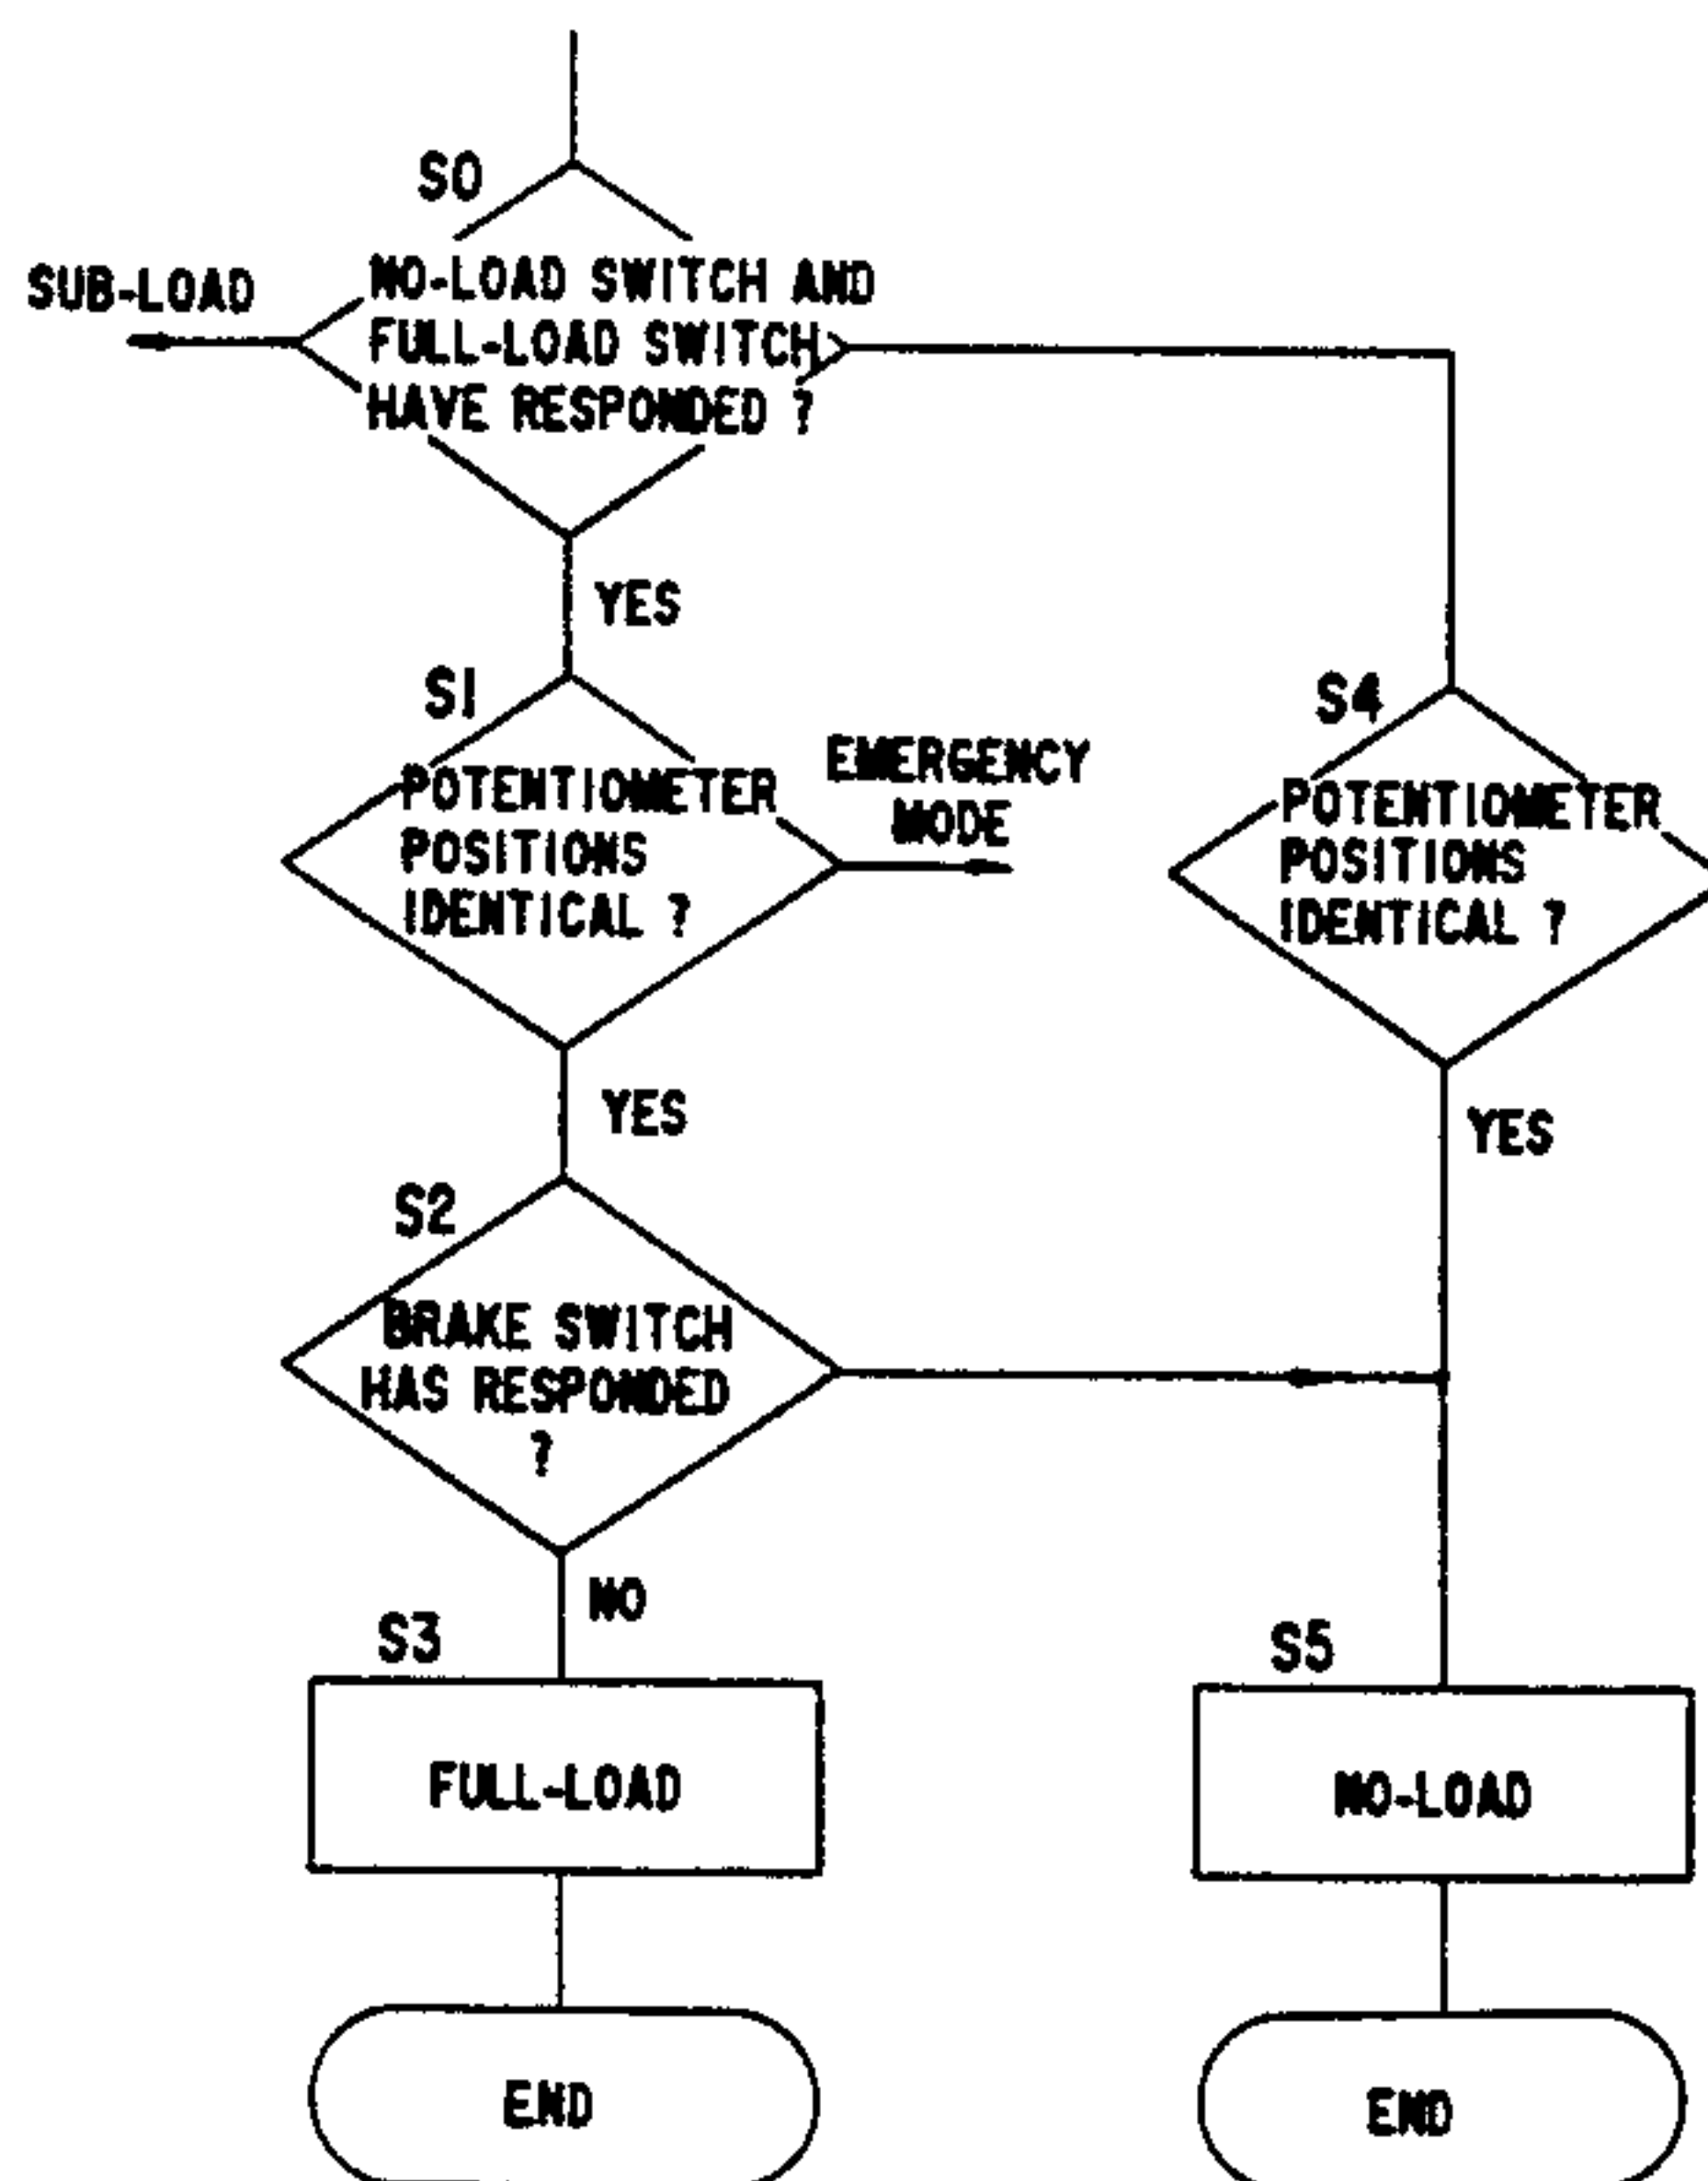 S0
SUB-LOAD
NO-LOAD SWITCH AND
FULL-LOAD SWITCH
HAVE RESPONDED ?
YES
S1
POTENTIOMETER
POSITIONS
IDENTICAL ?
EMERGENCY
MODE
S4
POTENTIOMETER
POSITIONS
IDENTICAL ?
YES
YES
S2
BRAKE SWITCH
HAS RESPONDED
?
NO
S3
S5
FULL-LOAD
NO-LOAD
END
END